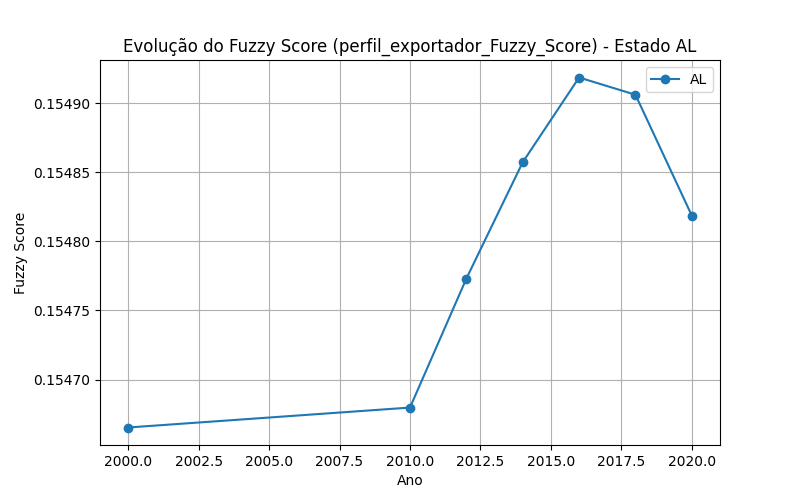 Evolução do Fuzzy Score (perfil_exportador_Fuzzy_Score) - Estado AL
AL
0.15490
0.15485
0.15480
0.15475
0.15470
Fuzzy Score
2000.0 2002.5 2005.0 2007.5 2010.0 2012.5 2015.0 2017.5 2020.0
Ano